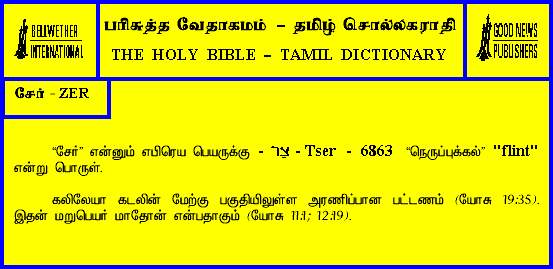 BELLWETHER
INTERNATIONAL
பரிசுத்த வேதாகமம் – தமிழ் சொல்லகராதி
THE HOLY BIBLE – TAMIL DICTIONARY
GOOD NEWS
PUBLISHERS
சேர் - ZER
“சேர்” என்னும் எபிரெய பெயருக்கு - צֵר - Tser - 6863 “நெருப்புக்கல்” "flint"
என்று பொருள்.
கலிலேயா கடலின் மேற்கு பகுதியிலுள்ள அரணிப்பான பட்டணம் (யோசு 19:35).
இதன் மறுபெயர் மாதோன் என்பதாகும் (யோசு 11:1; 12:19).